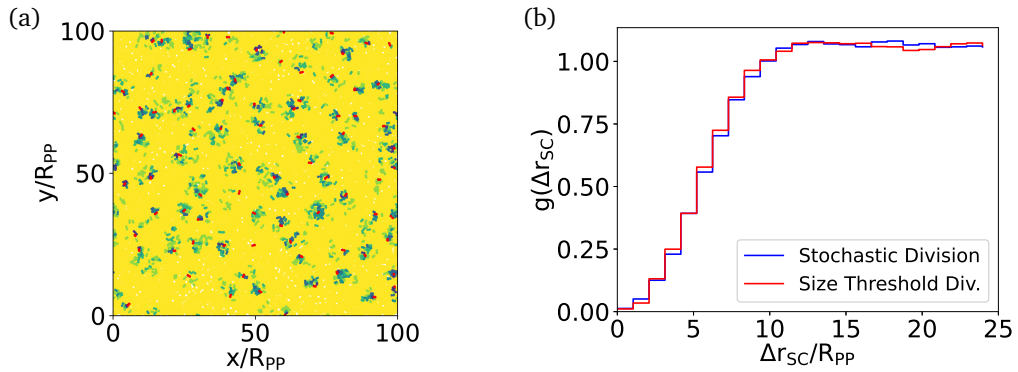 (a)
100
50
0
y/R_PP
0 50 100
x/R_PP
(b)
1.00
0.75
0.50
0.25
0.00
g(Δr_SC)
Stochastic Division
Size Threshold Div.
0 5 10 15 20 25
Δr_SC/R_PP